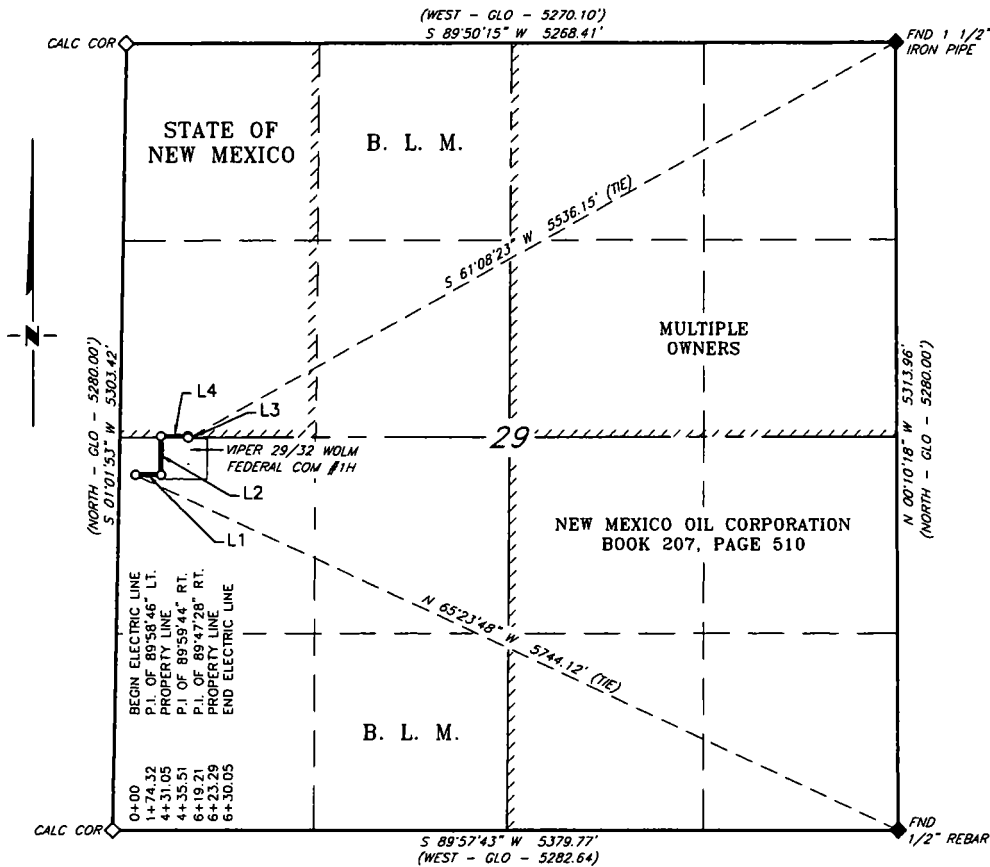 (WEST - GLO - 5270.10')
S 89°50'15" W 5268.41'
CALC COR
FND 1 1/2"
IRON PIPE
STATE OF
NEW MEXICO
B. L. M.
S 61°08'23" W 5536.15' (TIE)
MULTIPLE
OWNERS
N
(NORTH - GLO - 5280.00')
S 01°01'53" W 5303.42'
N 00°10'18" W 5313.96'
(NORTH - GLO - 5280.00')
L4
L3
29
VIPER 29/32 WOLM
FEDERAL COM #1H
L2
L1
NEW MEXICO OIL CORPORATION
BOOK 207, PAGE 510
N 65°23'48" W 5744.12' (TIE)
0+00 BEGIN ELECTRIC LINE
1+74.32 P.I. OF 89°58'46" LT.
4+31.05 PROPERTY LINE
4+35.51 P.I OF 89°59'44" RT.
6+19.21 P.I. OF 89°47'28" RT.
6+23.29 PROPERTY LINE
6+30.05 END ELECTRIC LINE
B. L. M.
CALC COR
FND
1/2" REBAR
S 89°57'43" W 5379.77'
(WEST - GLO - 5282.64)